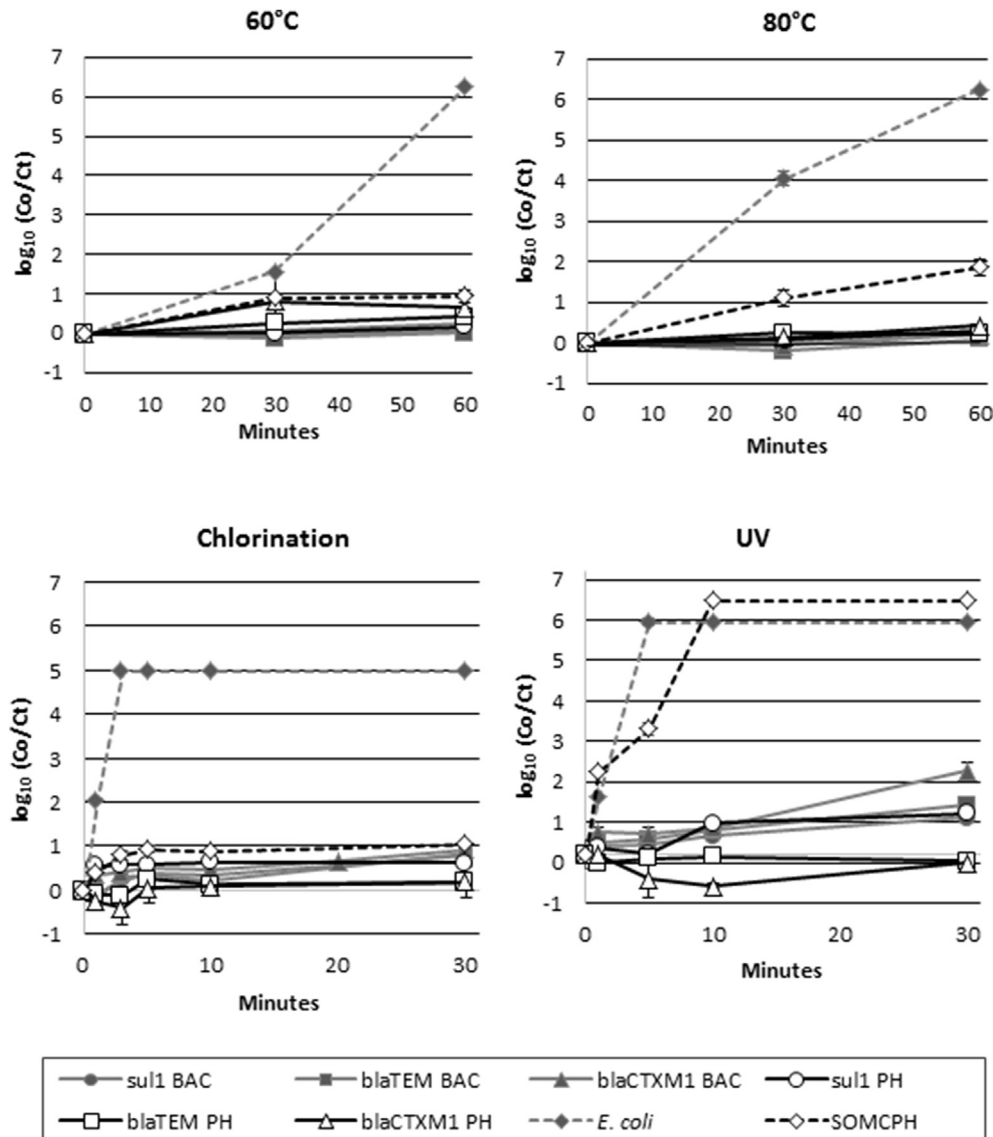 60°C
7
6
5
4
3
2
1
0
-1
log10 (Co/Ct)
0 10 20 30 40 50 60
Minutes
80°C
7
6
5
4
3
2
1
0
-1
log10 (Co/Ct)
0 10 20 30 40 50 60
Minutes
Chlorination
7
6
5
4
3
2
1
0
-1
log10 (Co/Ct)
0 10 20 30
Minutes
UV
7
6
5
4
3
2
1
0
-1
log10 (Co/Ct)
0 10 20 30
Minutes
sul1 BAC blaTEM BAC blaCTXM1 BAC sul1 PH
blaTEM PH blaCTXM1 PH E. coli SOMCPH